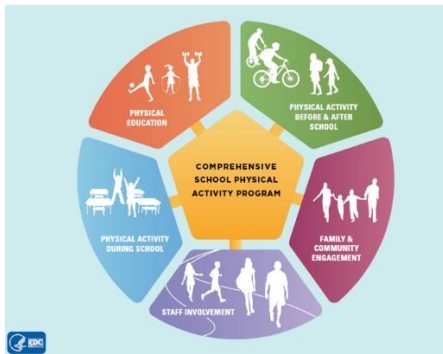 PHYSICAL
EDUCATION
PHYSICAL ACTIVITY
BEFORE & AFTER
SCHOOL
COMPREHENSIVE
SCHOOL PHYSICAL
ACTIVITY PROGRAM
PHYSICAL ACTIVITY
DURING SCHOOL
FAMILY &
COMMUNITY
ENGAGEMENT
STAFF INVOLVEMENT
CDC